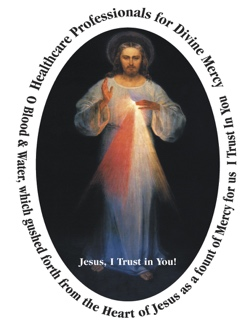 Healthcare Professionals for Divine Mercy
O Blood & Water, which gushed forth from the Heart of Jesus as a fount of Mercy for us I Trust In You
Jesus, I Trust in You!